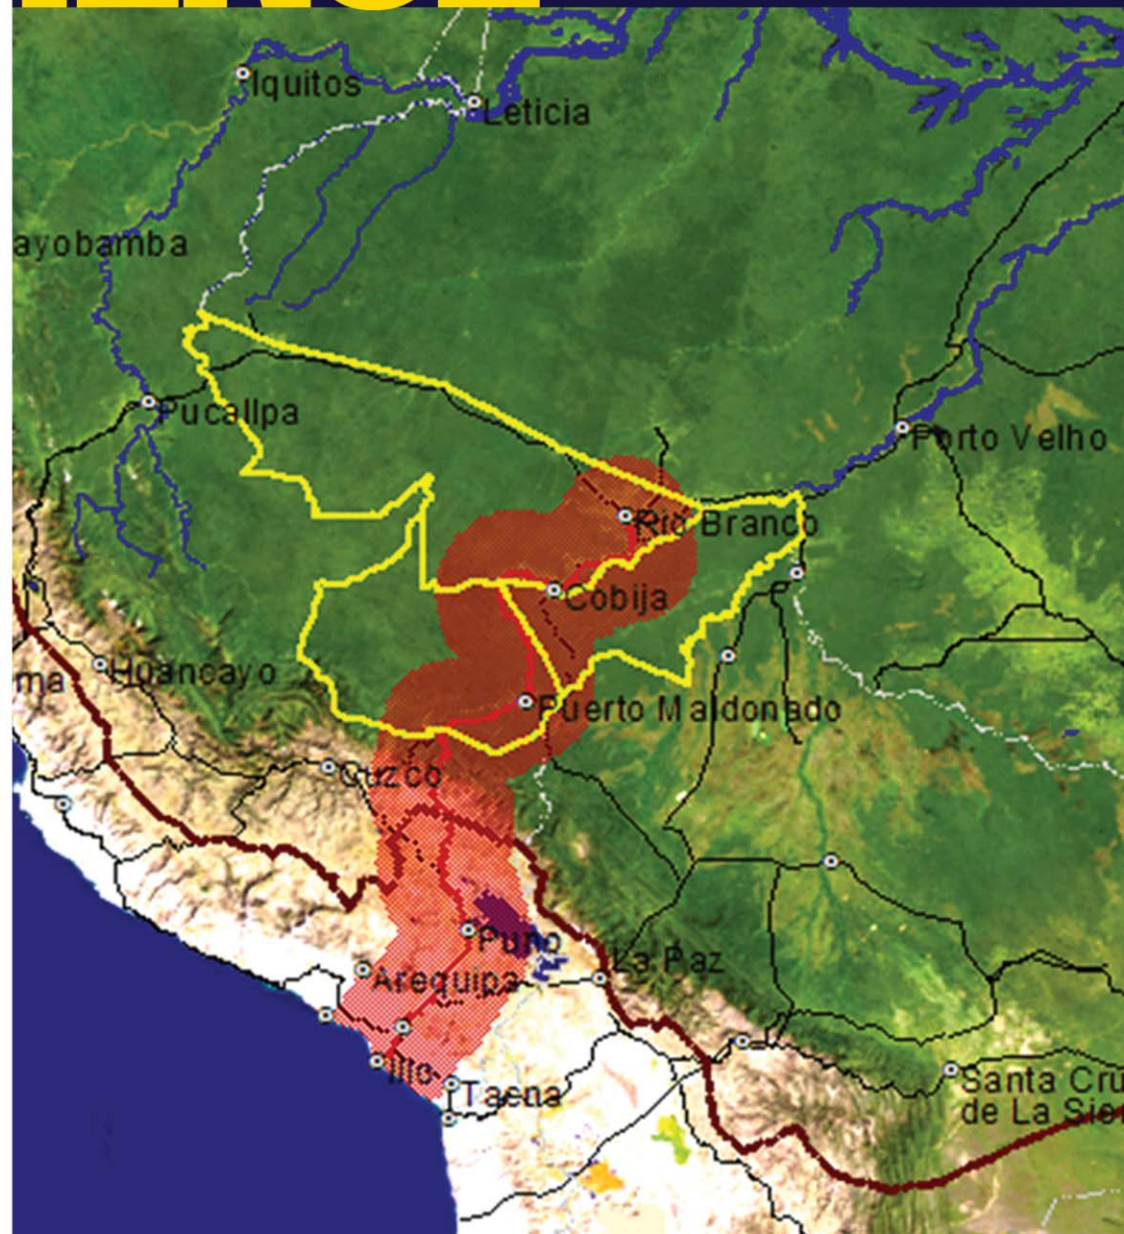 Iquitos
Leticia
ayobamba
Pucallpa
Porto Velho
Rio Branco
Cobija
Huancayo
ma
Puerto Maldonado
Cuzco
Puno
La Paz
Arequipa
Ilo
Tacna
Santa Cru
de La Sier